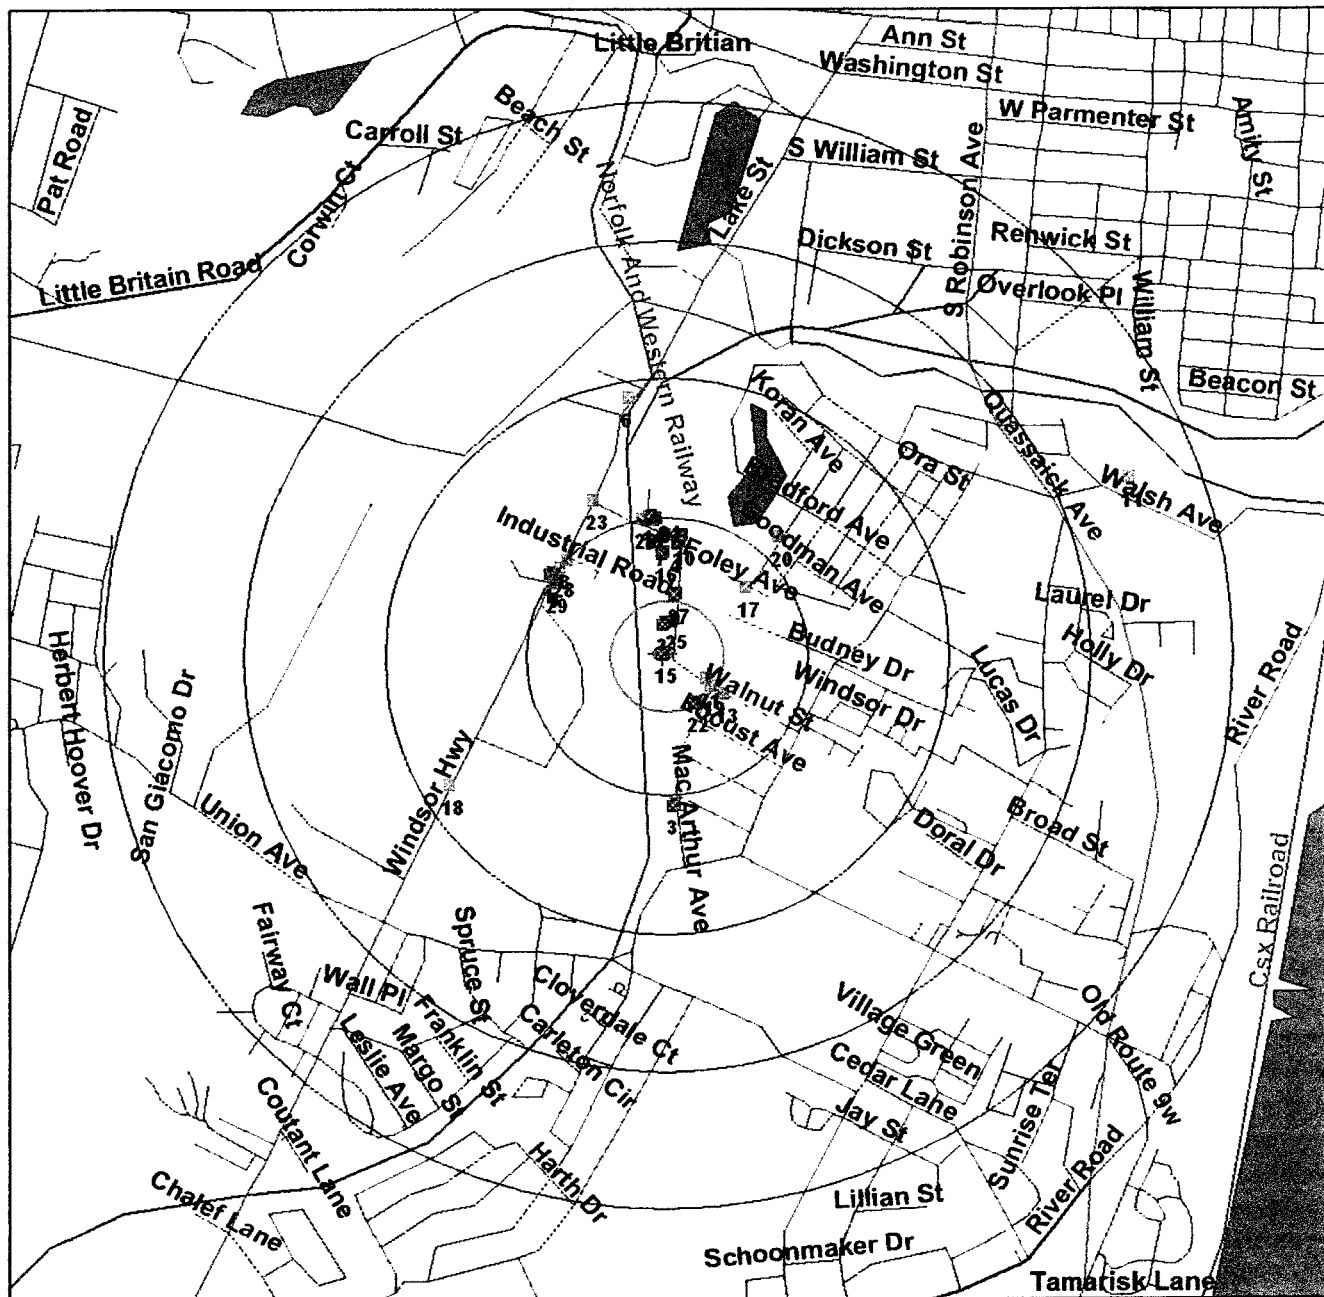 Little Britian
Ann St
Washington St
Pat Road
Carroll St
Beach St
W Parmenter St
Amity St
S William St
Norfolk And Western Railway
Lake St
Corwin Ct
S Robinson Ave
Dickson St
Renwick St
Little Britain Road
Overlook Pl
William St
Beacon St
Koran Ave
Quassaick Ave
6
Ora St
Walsh Ave
23
Industrial Road
Foley Ave
20
10
29
17
Laurel Dr
Holly Dr
Budney Dr
Herbert Hoover Dr
San Giacomo Dr
25
15
Walnut St
Windsor Dr
Lucas Dr
River Road
13
22
Locust Ave
Windsor Hwy
18
3
Mac Arthur Ave
Union Ave
Doral Dr
Broad St
Csx Railroad
Fairway Ct
Spruce St
Wall Pl
Cloverdale Ct
Village Green
Old Route 9w
Franklin St
Margo St
Leslie Ave
Carleton Cir
Cedar Lane
Jay St
Sunrise Ter
Coutant Lane
Harth Dr
River Road
Chalef Lane
Lillian St
Schoonmaker Dr
Tamarisk Lane